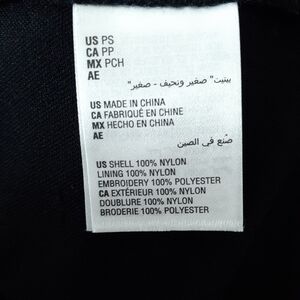 US PS
CA PP
MX PCH
AE
بيتيت" صغير ونحيف - صغير"
US MADE IN CHINA
CA FABRIQUÉ EN CHINE
MX HECHO EN CHINA
AE
صُنع في الصين
US SHELL 100% NYLON
LINING 100% NYLON
EMBROIDERY 100% POLYESTER
CA EXTÉRIEUR 100% NYLON
DOUBLURE 100% NYLON
BRODERIE 100% POLYESTER